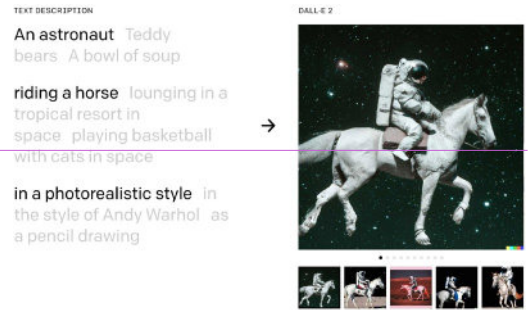 TEXT DESCRIPTION
DALL·E 2
An astronaut Teddy
bears A bowl of soup
riding a horse lounging in a
tropical resort in
space playing basketball
with cats in space
in a photorealistic style in
the style of Andy Warhol as
a pencil drawing